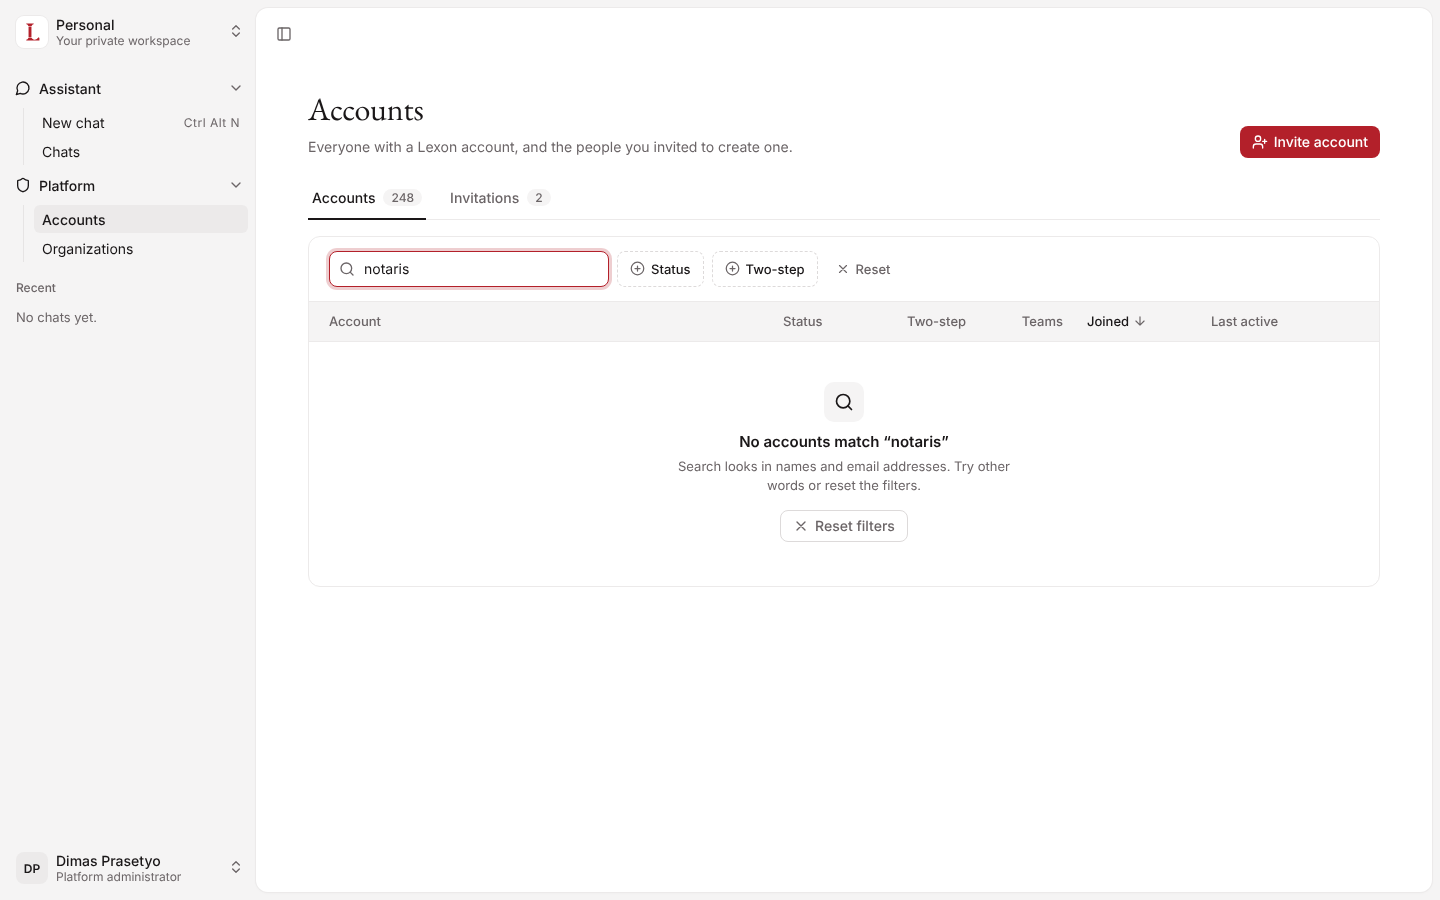 L
Personal
Your private workspace
Assistant
New chat
Ctrl Alt N
Chats
Platform
Accounts
Organizations
Recent
No chats yet.
DP
Dimas Prasetyo
Platform administrator
Accounts
Everyone with a Lexon account, and the people you invited to create one.
Invite account
Accounts 248
Invitations 2
notaris
Status
Two-step
Reset
Account
Status
Two-step
Teams
Joined
Last active
No accounts match “notaris”
Search looks in names and email addresses. Try other
words or reset the filters.
Reset filters